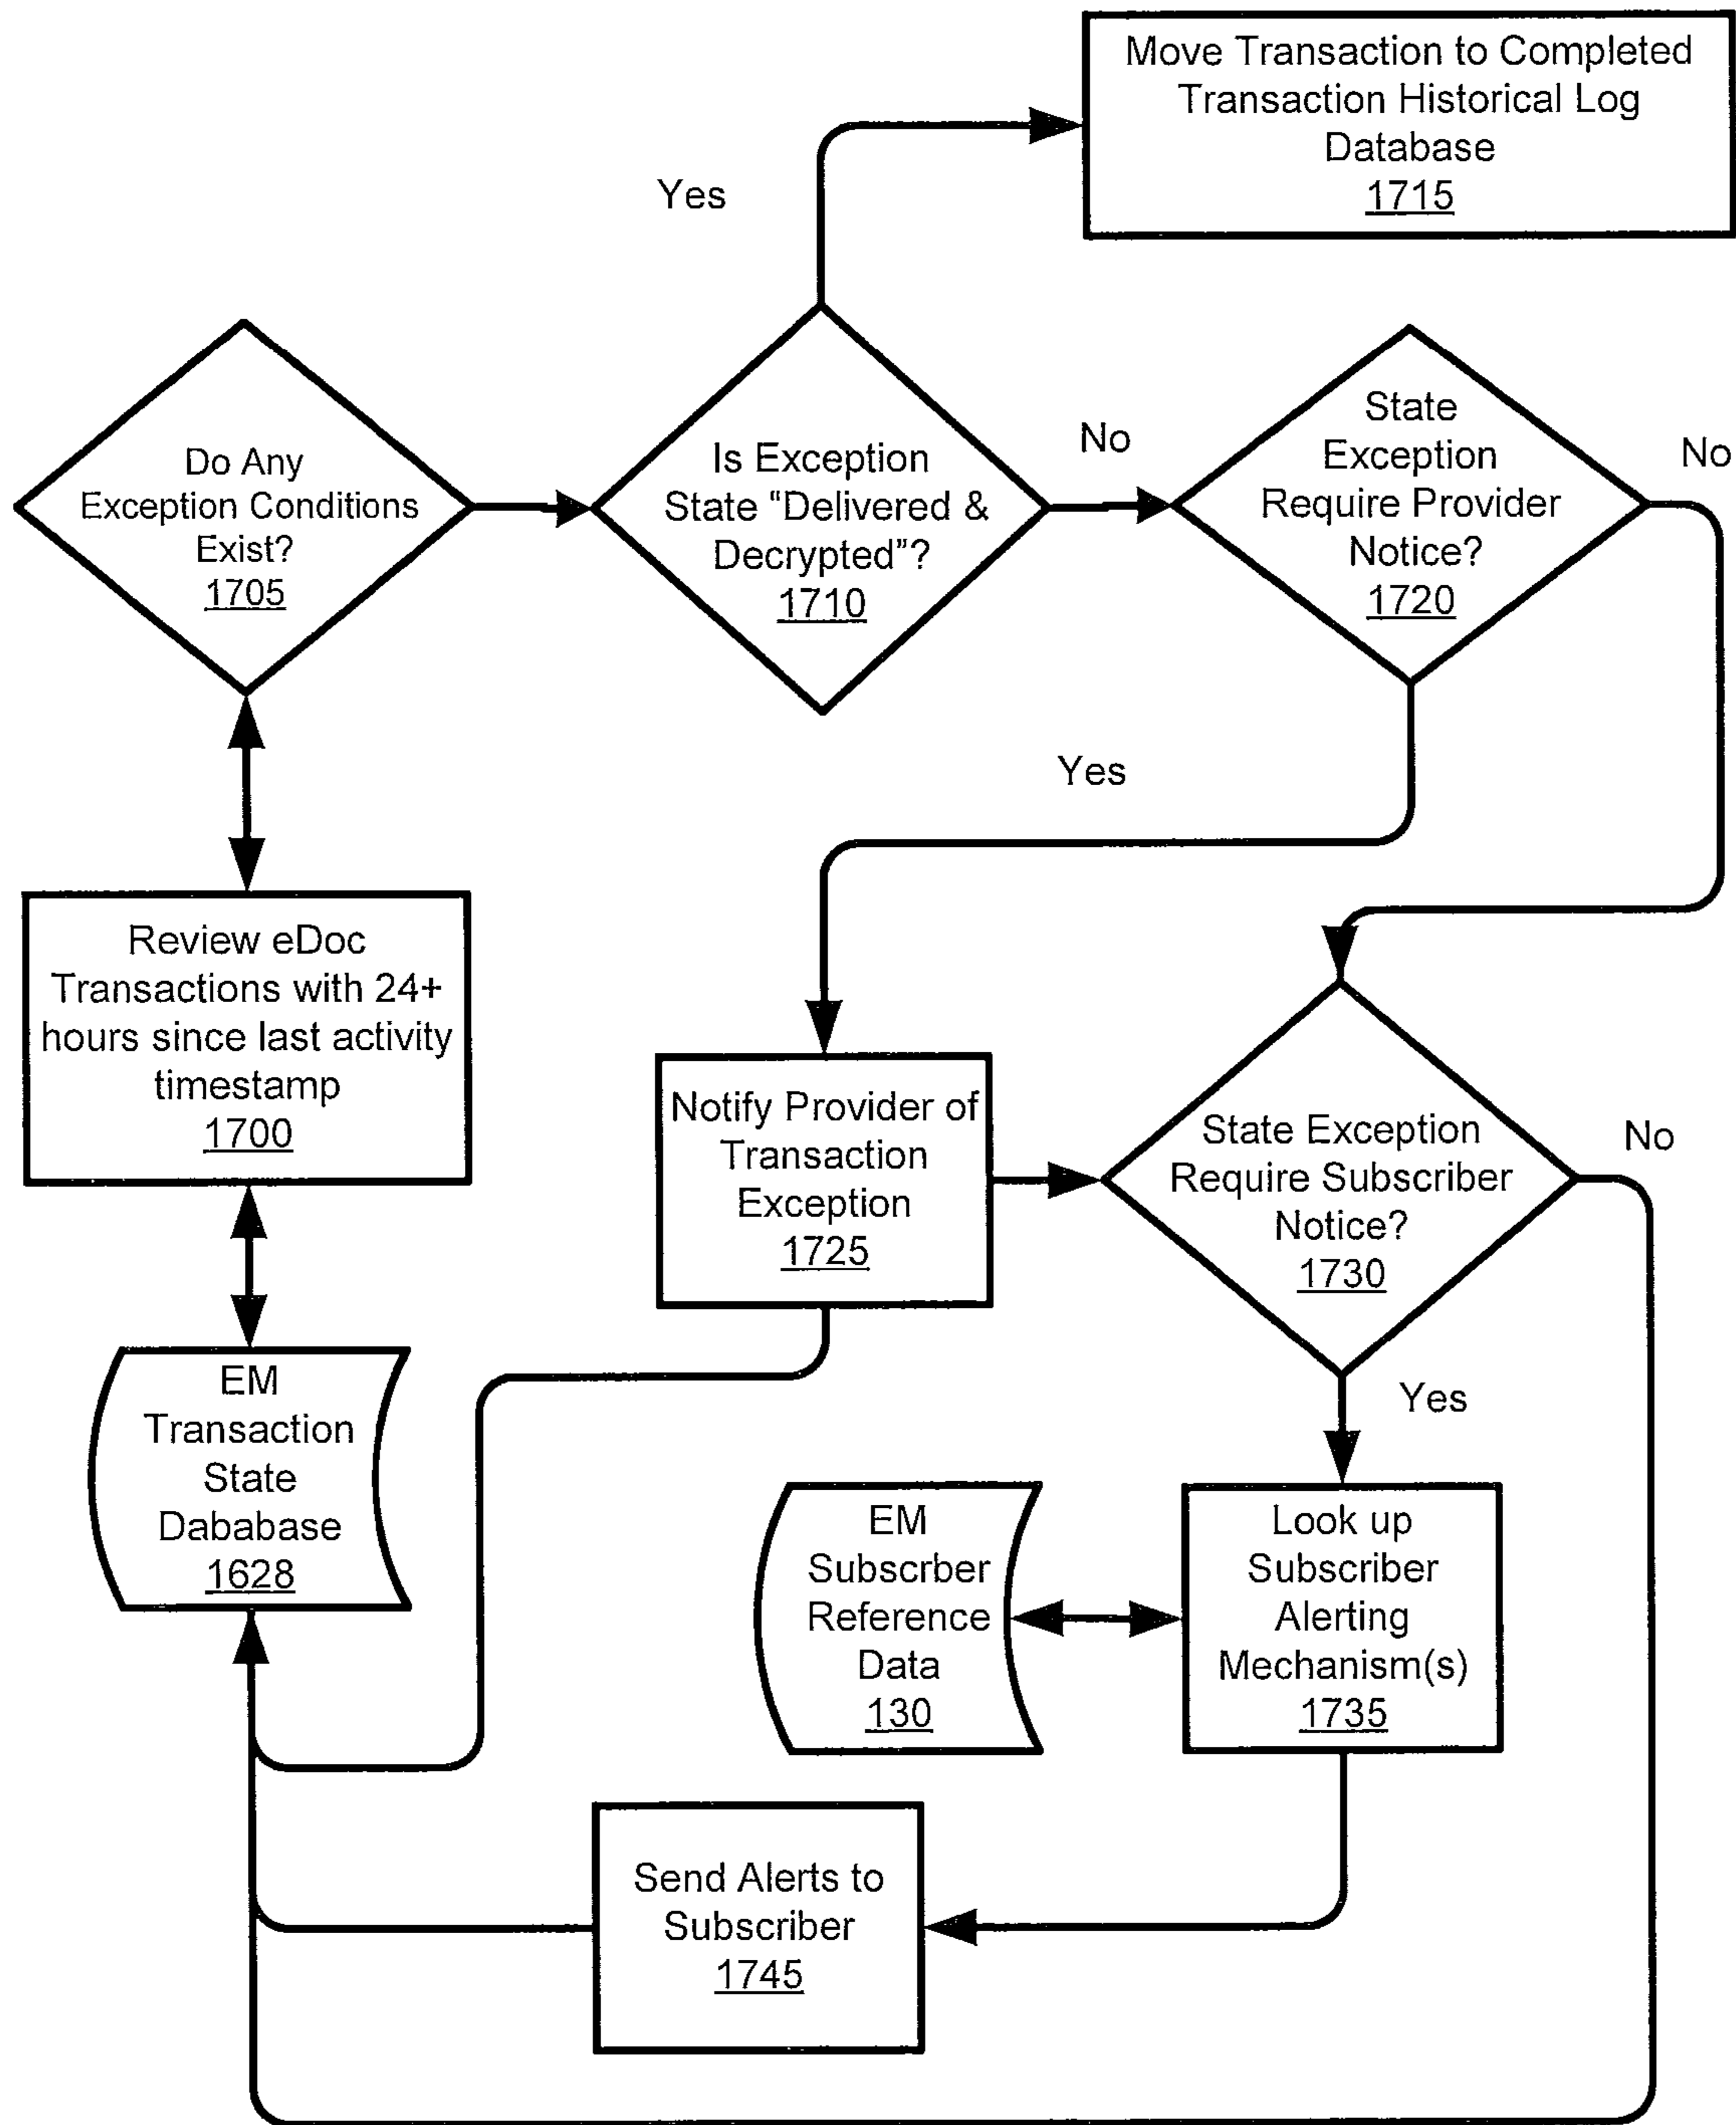 Move Transaction to Completed
Transaction Historical Log
Database
1715
Yes
Do Any
Exception Conditions
Exist?
1705
Is Exception
State “Delivered &
Decrypted”?
1710
No
State
Exception
Require Provider
Notice?
1720
No
Yes
Review eDoc
Transactions with 24+
hours since last activity
timestamp
1700
Notify Provider of
Transaction
Exception
1725
State Exception
Require Subscriber
Notice?
1730
No
Yes
EM
Transaction
State
Dababase
1628
EM
Subscrber
Reference
Data
130
Look up
Subscriber
Alerting
Mechanism(s)
1735
Send Alerts to
Subscriber
1745